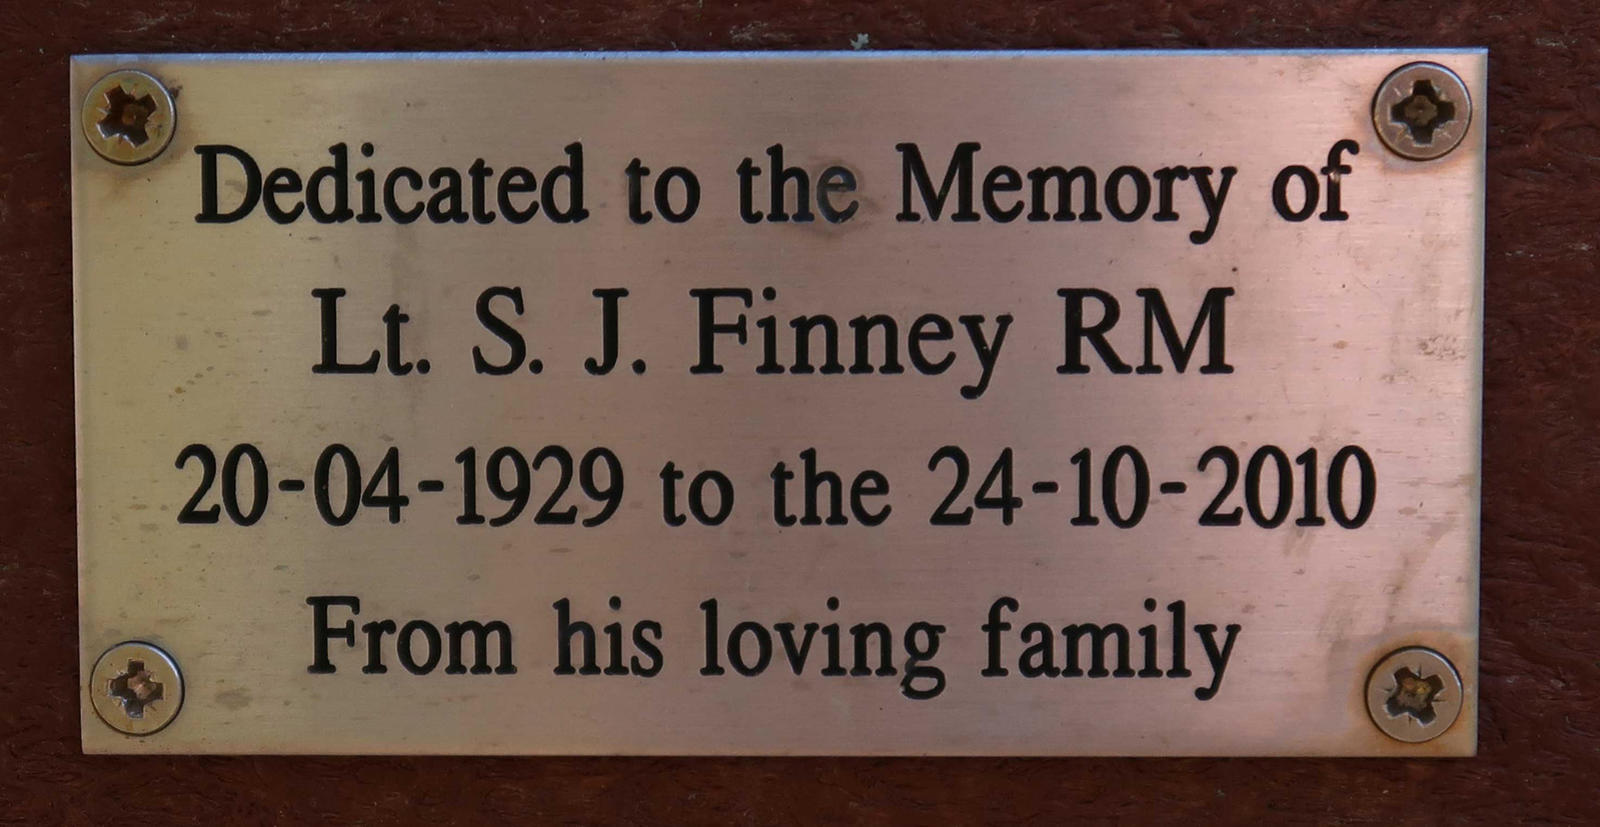 Dedicated to the Memory of
Lt. S. J. Finney RM
20-04-1929 to the 24-10-2010
From his loving family